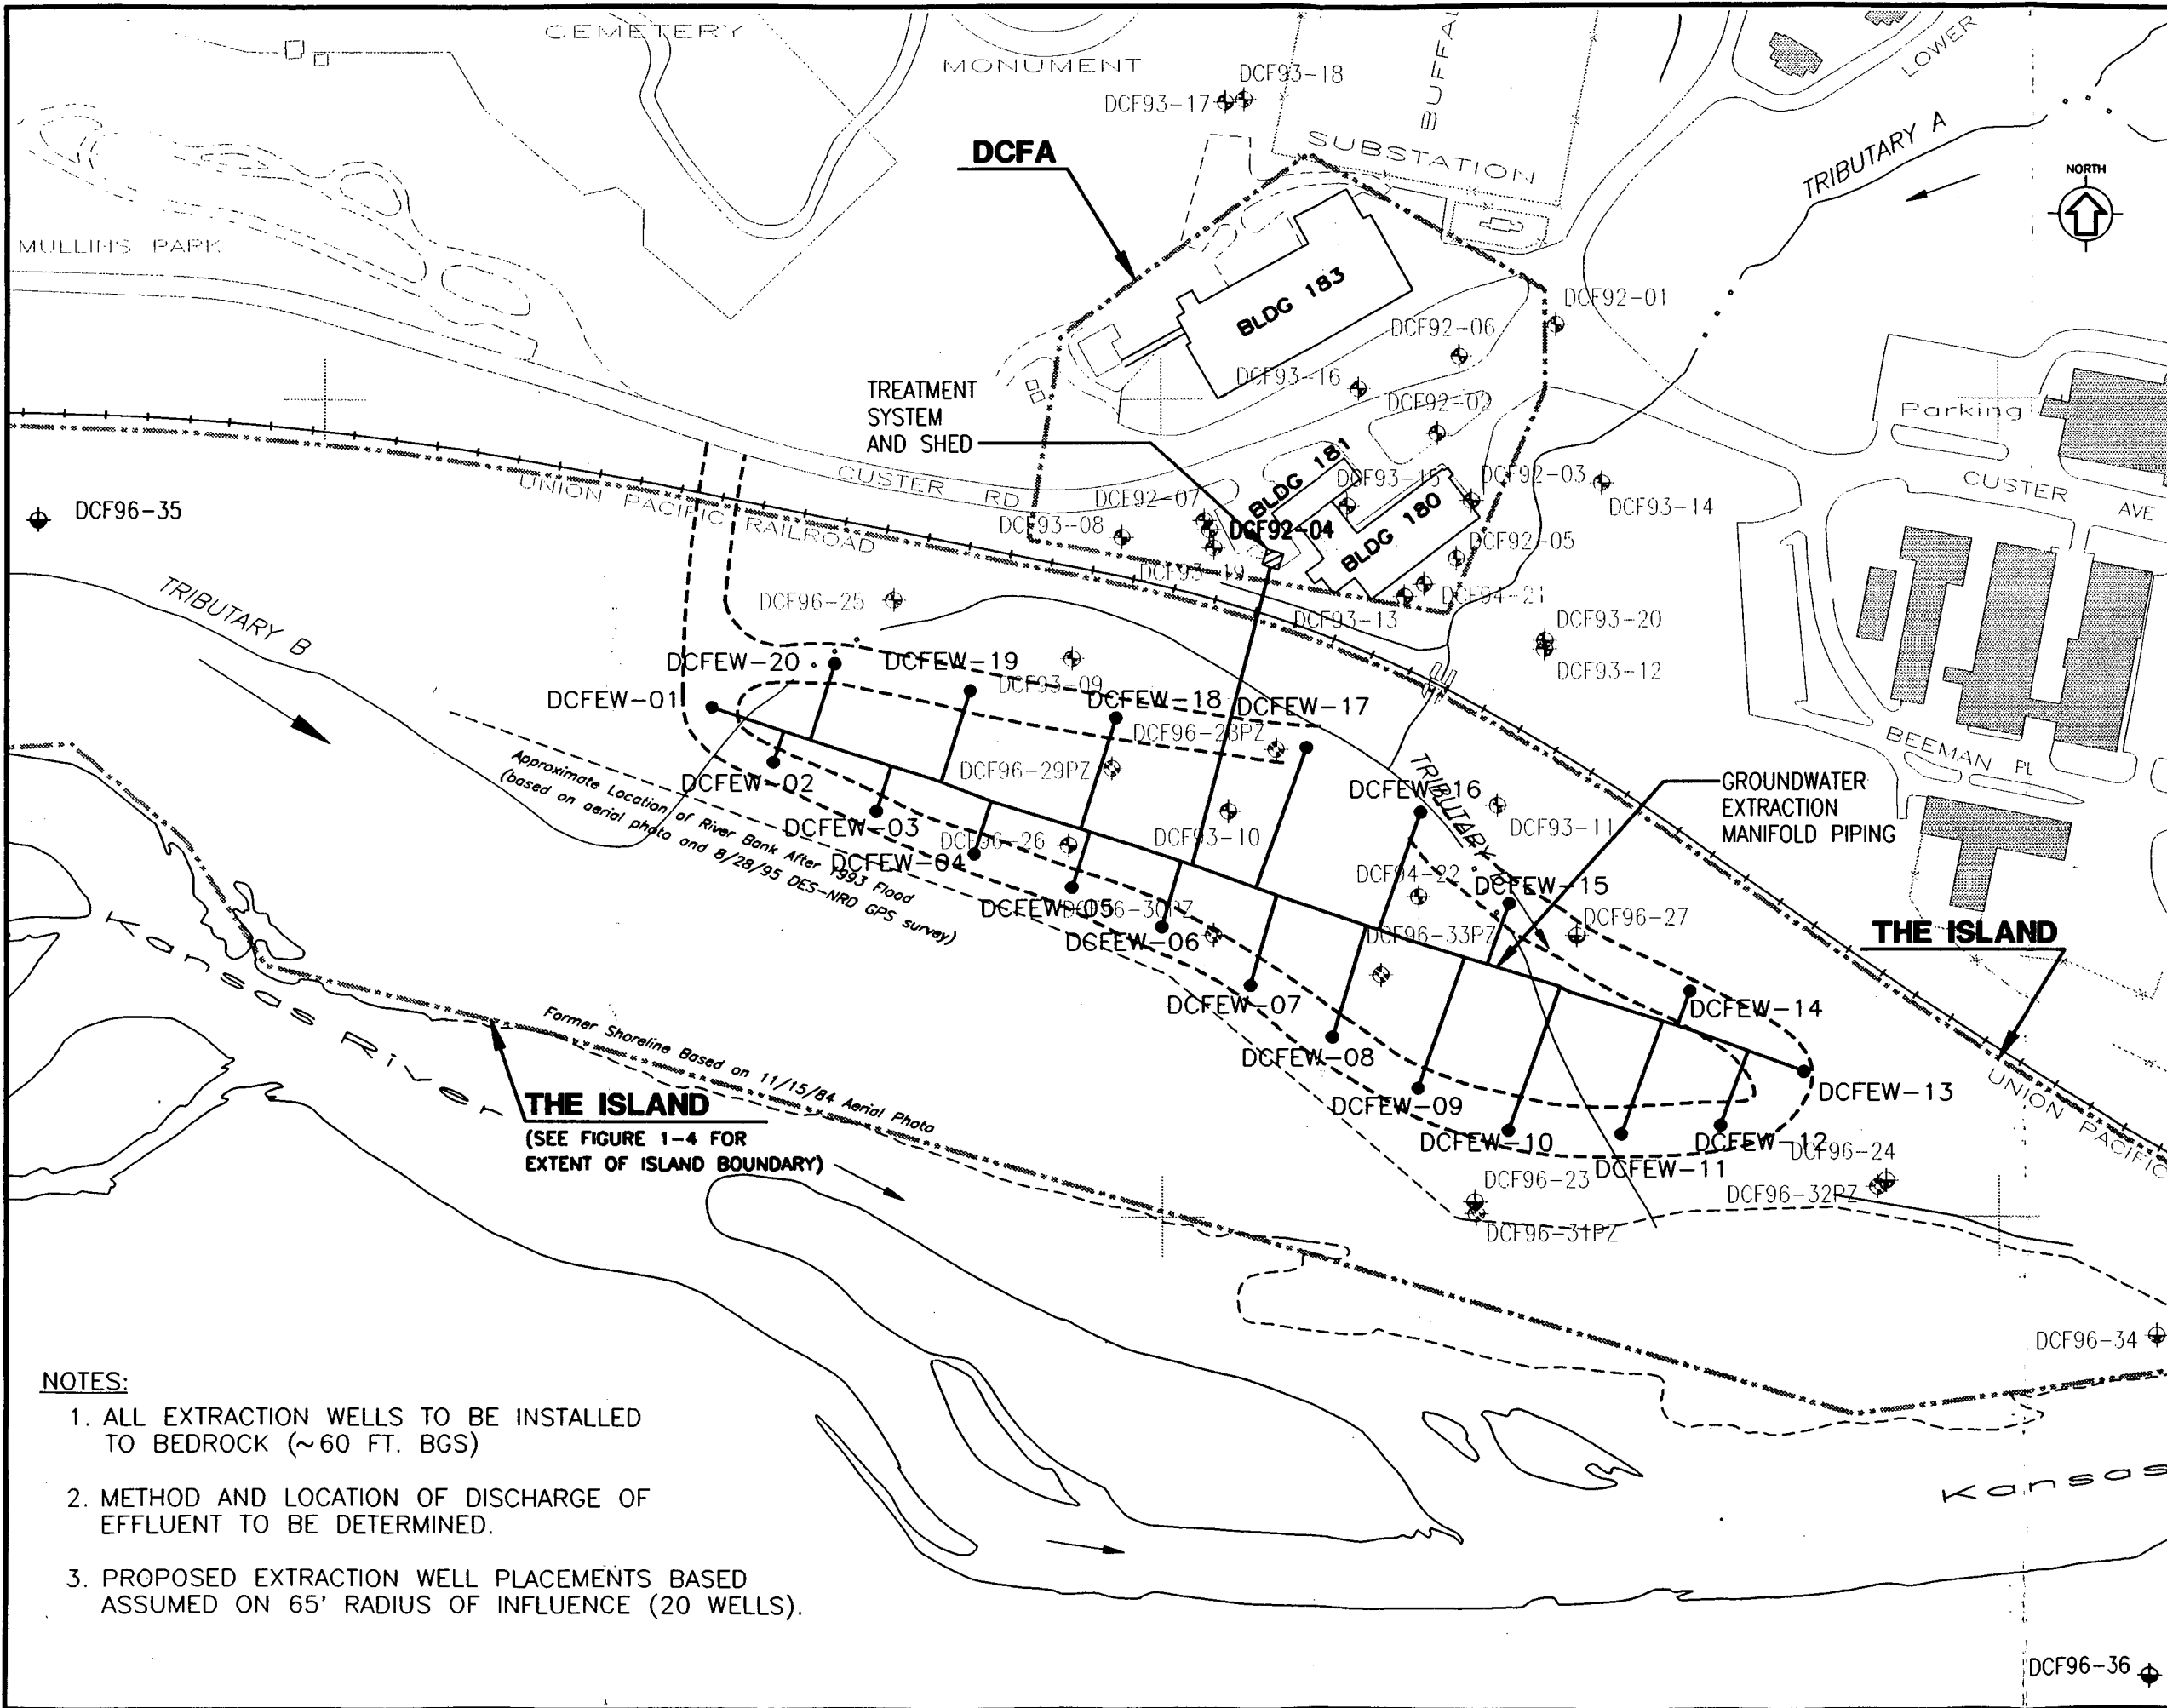 CEMETERY
MONUMENT
BUFFAL
LOWER
DCF93-18
DCF93-17
SUBSTATION
TRIBUTARY A
DCFA
NORTH
MULLINS PARK
BLDG 183
DCF92-01
DCF92-06
DCF93-16
DCF92-02
TREATMENT
SYSTEM
AND SHED
Parking
CUSTER RD
UNION PACIFIC RAILROAD
BLDG 181
DCF93-15
DCF92-03
CUSTER AVE
DCF96-35
DCF92-07
DCF93-08
DCF92-04
BLDG 180
DCF93-14
DCF92-05
DCF93-19
TRIBUTARY B
DCF96-25
DCF94-21
DCF93-13
DCF93-20
DCF93-12
DCFEW-20
DCFEW-19
DCF93-09
DCFEW-01
DCFEW-18
DCFEW-17
DCF96-28PZ
BEEMAN PL
DCFEW-02
DCF96-29PZ
TRIBUTARY A
DCFEW-16
GROUNDWATER
EXTRACTION
MANIFOLD PIPING
Approximate Location of River Bank After 1993 Flood
(based on aerial photo and 8/28/95 DES-NRD GPS survey)
DCFEW-03
DCF96-26
DCF93-10
DCF93-11
DCFEW-04
DCF94-22
DCFEW-15
DCFEW-05
DCF96-30PZ
DCF96-27
DCFEW-06
DCF96-33PZ
THE ISLAND
Kansas River
DCFEW-07
DCFEW-14
Former Shoreline Based on 11/15/84 Aerial Photo
DCFEW-08
DCFEW-13
UNION PACIFIC
THE ISLAND
(SEE FIGURE 1-4 FOR
EXTENT OF ISLAND BOUNDARY)
DCFEW-09
DCFEW-10
DCFEW-12
DCF96-24
DCFEW-11
DCF96-23
DCF96-32PZ
DCF96-31PZ
DCF96-34
NOTES:
1. ALL EXTRACTION WELLS TO BE INSTALLED
TO BEDROCK (~60 FT. BGS)
2. METHOD AND LOCATION OF DISCHARGE OF
EFFLUENT TO BE DETERMINED.
3. PROPOSED EXTRACTION WELL PLACEMENTS BASED
ASSUMED ON 65' RADIUS OF INFLUENCE (20 WELLS).
Kansas
DCF96-36